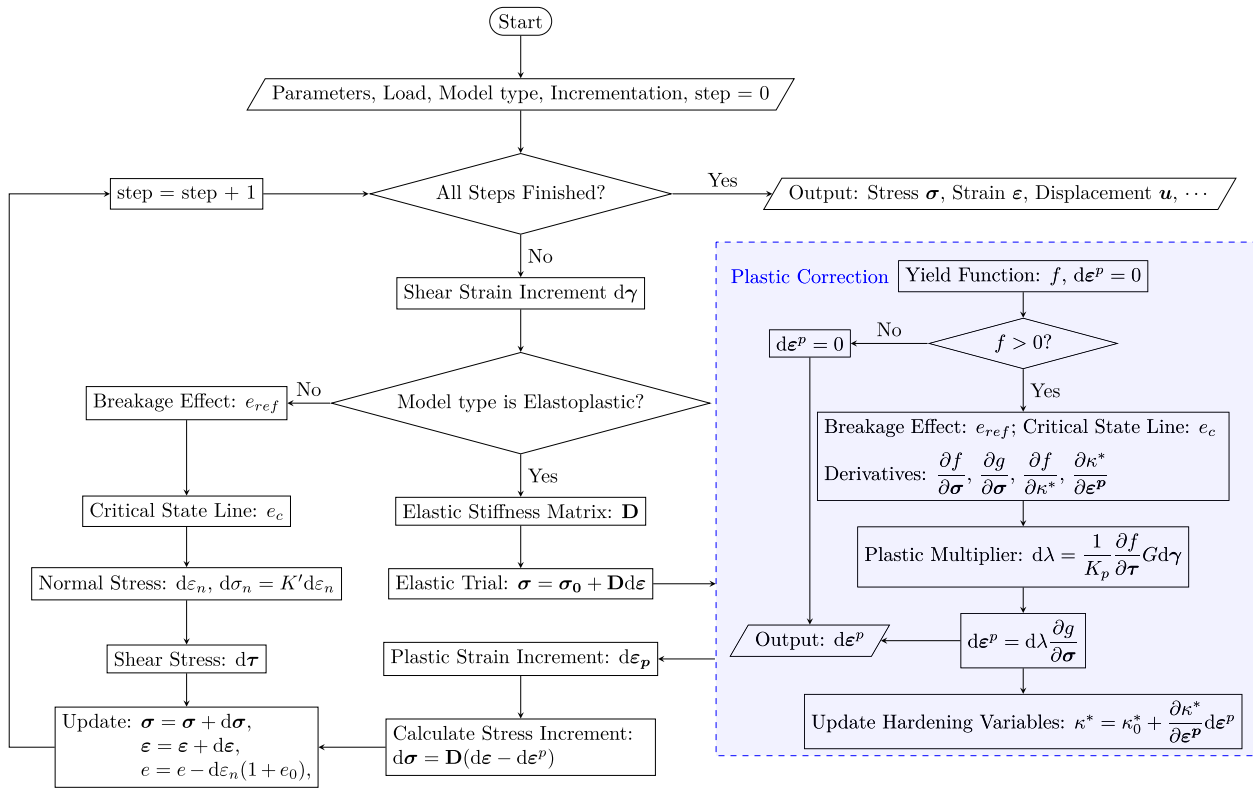 Start
Parameters, Load, Model type, Incrementation, step = 0
step = step + 1
All Steps Finished?
Yes
Output: Stress σ, Strain ε, Displacement u, ⋯
No
Shear Strain Increment dγ
Model type is Elastoplastic?
No
Yes
Breakage Effect: e_ref
Critical State Line: e_c
Normal Stress: dε_n, dσ_n = K′dε_n
Shear Stress: dτ
Update: σ = σ + dσ,
ε = ε + dε,
e = e − dε_n(1 + e_0),
Elastic Stiffness Matrix: D
Elastic Trial: σ = σ_0 + Ddε
Plastic Strain Increment: dε_p
Calculate Stress Increment:
dσ = D(dε − dε^p)
Plastic Correction
Yield Function: f, dε^p = 0
f > 0?
No
dε^p = 0
Yes
Breakage Effect: e_ref; Critical State Line: e_c
Derivatives: ∂f/∂σ, ∂g/∂σ, ∂f/∂κ*, ∂κ*/∂ε^p
Plastic Multiplier: dλ = 1/K_p ∂f/∂τ Gdγ
dε^p = dλ ∂g/∂σ
Output: dε^p
Update Hardening Variables: κ* = κ*_0 + ∂κ*/∂ε^p dε^p